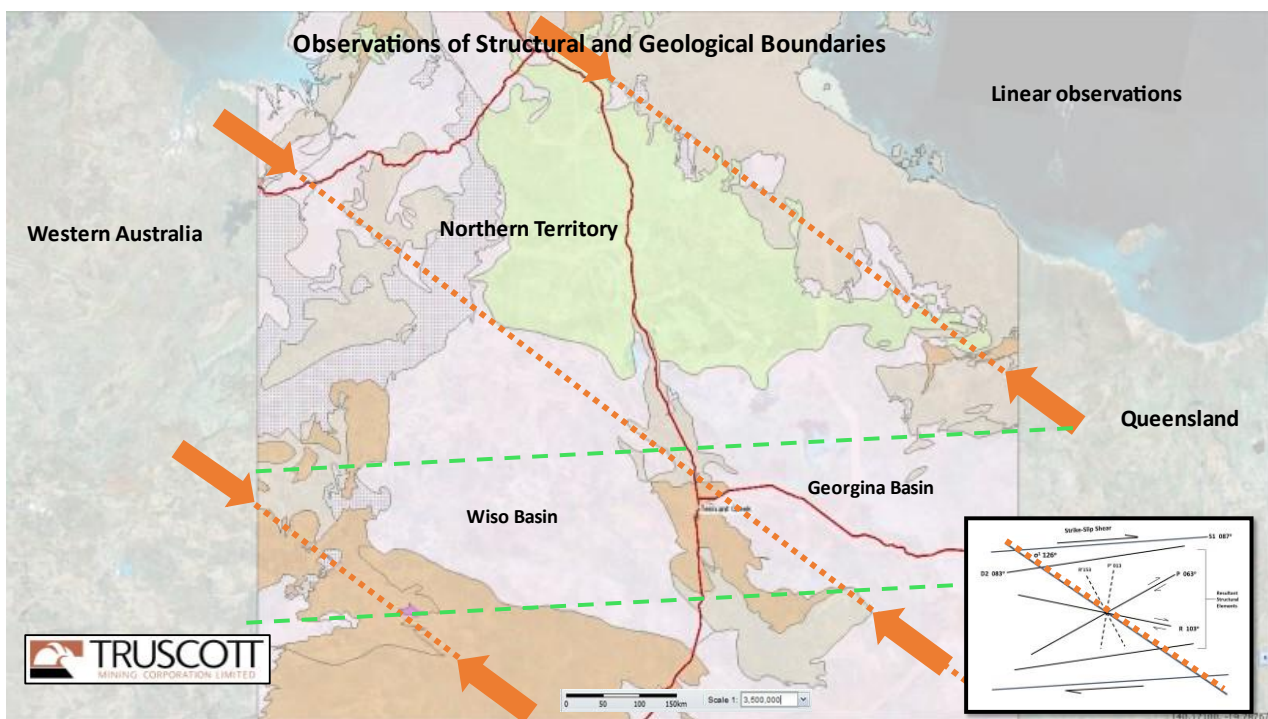 Observations of Structural and Geological Boundaries
Linear observations
Western Australia
Northern Territory
Queensland
Georgina Basin
Wiso Basin
Tennant Creek
Strike-Slip Shear
S1 087°
σ¹ 126°
D2 083°
P 063°
Resultant
Structural
Elements
R 103°
TRUSCOTT
MINING CORPORATION LIMITED
0 50 100 150km
Scale 1: 3,500,000